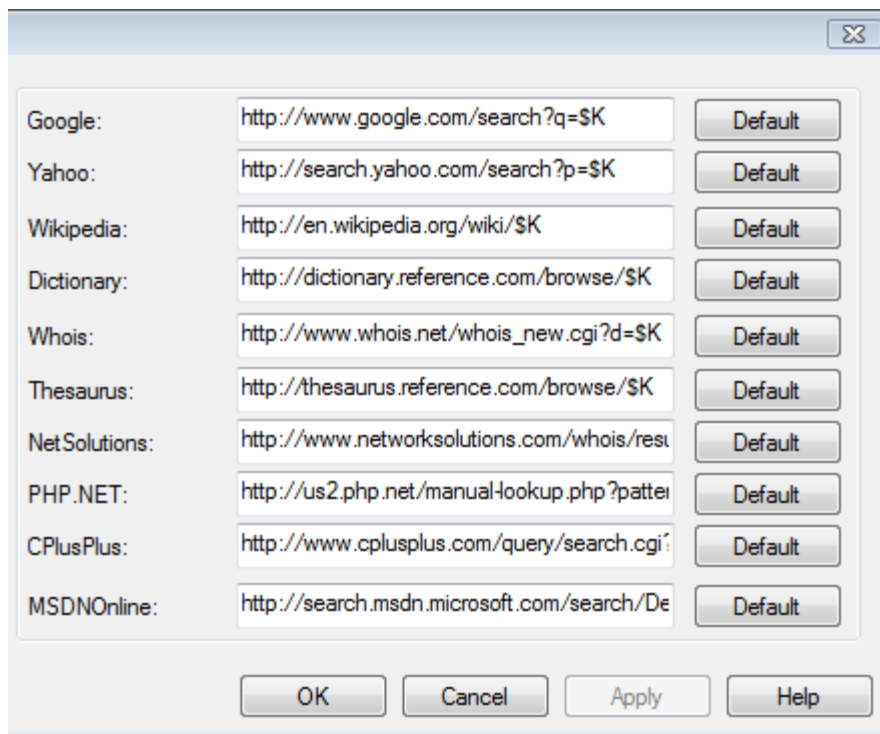 Google: http://www.google.com/search?q=$K Default
Yahoo: http://search.yahoo.com/search?p=$K Default
Wikipedia: http://en.wikipedia.org/wiki/$K Default
Dictionary: http://dictionary.reference.com/browse/$K Default
Whois: http://www.whois.net/whois_new.cgi?d=$K Default
Thesaurus: http://thesaurus.reference.com/browse/$K Default
NetSolutions: http://www.networksolutions.com/whois/resu Default
PHP.NET: http://us2.php.net/manual-lookup.php?patter Default
CPlusPlus: http://www.cplusplus.com/query/search.cgi? Default
MSDNOnline: http://search.msdn.microsoft.com/search/De Default
OK Cancel Apply Help